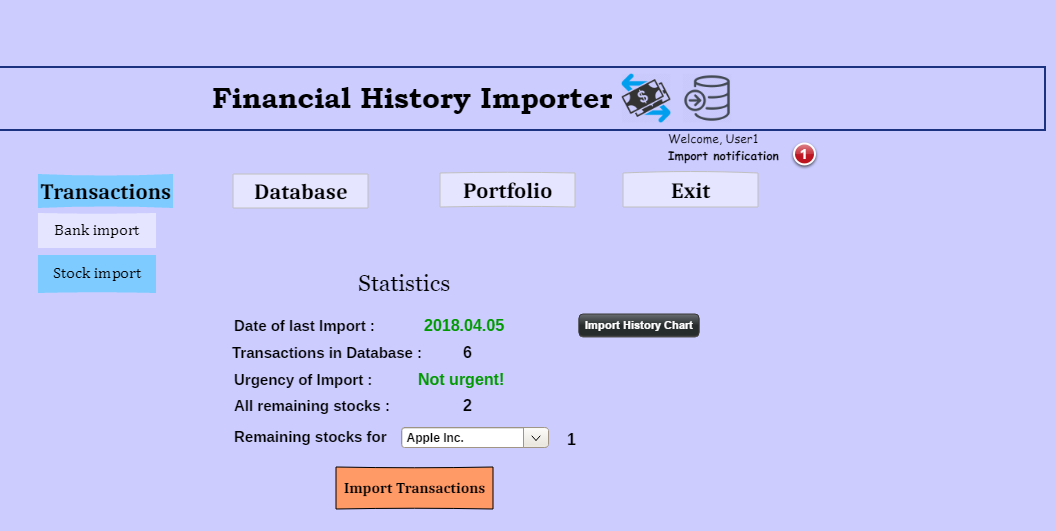 Financial History Importer
Welcome, User1
Import notification 1
Transactions Database Portfolio Exit
Bank import
Stock import
Statistics
Date of last Import : 2018.04.05 Import History Chart
Transactions in Database : 6
Urgency of Import : Not urgent!
All remaining stocks : 2
Remaining stocks for Apple Inc. 1
Import Transactions